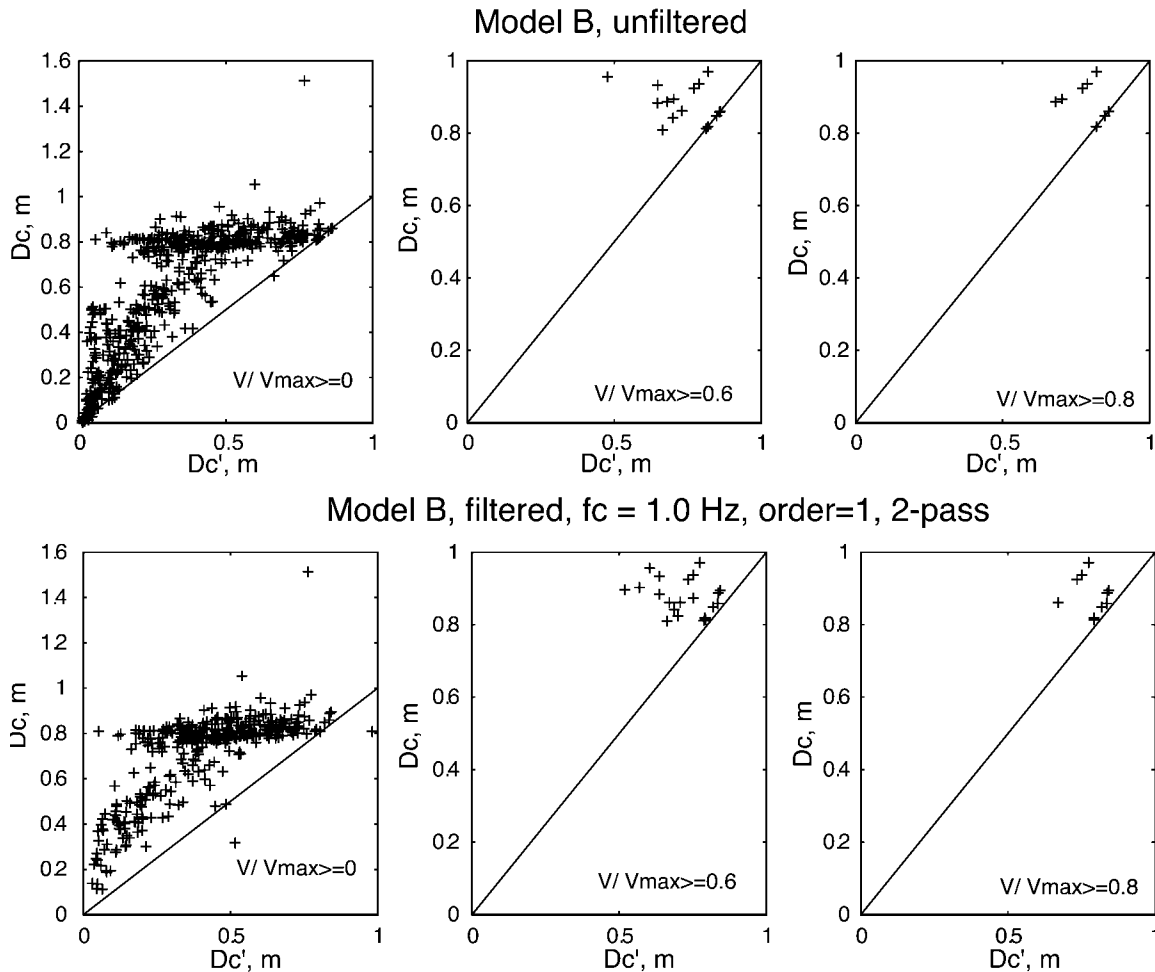 Model B, unfiltered
1.6
1.4
1.2
1
0.8
0.6
0.4
0.2
0
Dc, m
V/ Vmax>=0
0 0.5 1
Dc', m
1
0.8
0.6
0.4
0.2
0
Dc, m
V/ Vmax>=0.6
0 0.5 1
Dc', m
1
0.8
0.6
0.4
0.2
0
Dc, m
V/ Vmax>=0.8
0 0.5 1
Dc', m
Model B, filtered, fc = 1.0 Hz, order=1, 2-pass
1.6
1.4
1.2
1
0.8
0.6
0.4
0.2
0
Dc, m
V/ Vmax>=0
0 0.5 1
Dc', m
1
0.8
0.6
0.4
0.2
0
Dc, m
V/ Vmax>=0.6
0 0.5 1
Dc', m
1
0.8
0.6
0.4
0.2
0
Dc, m
V/ Vmax>=0.8
0 0.5 1
Dc', m